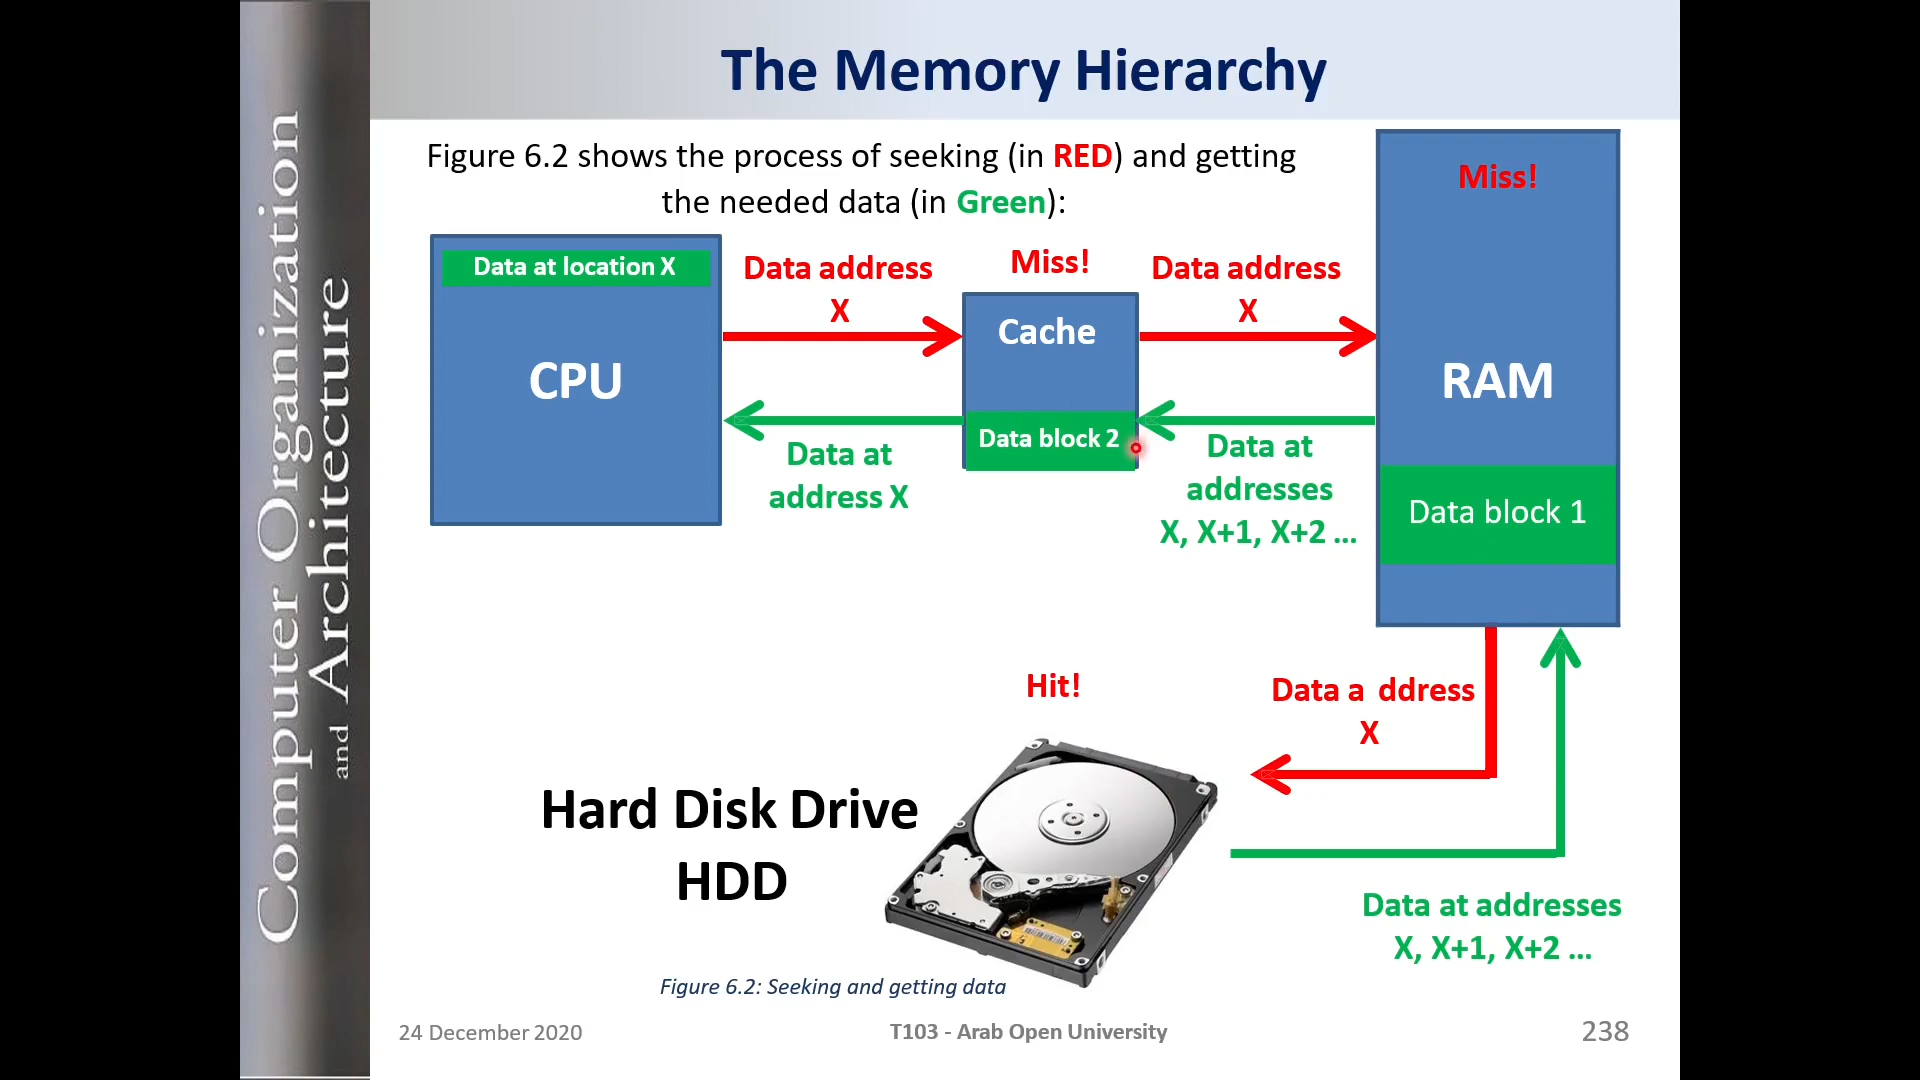 Computer Organization
and Architecture
The Memory Hierarchy
Figure 6.2 shows the process of seeking (in RED) and getting
the needed data (in Green):
Data at location X
CPU
Data address
X
Miss!
Cache
Data block 2
Data at
address X
Data address
X
Data at
addresses
X, X+1, X+2 ...
Miss!
RAM
Data block 1
Hit!
Data a ddress
X
Hard Disk Drive
HDD
Data at addresses
X, X+1, X+2 ...
Figure 6.2: Seeking and getting data
24 December 2020
T103 - Arab Open University
238